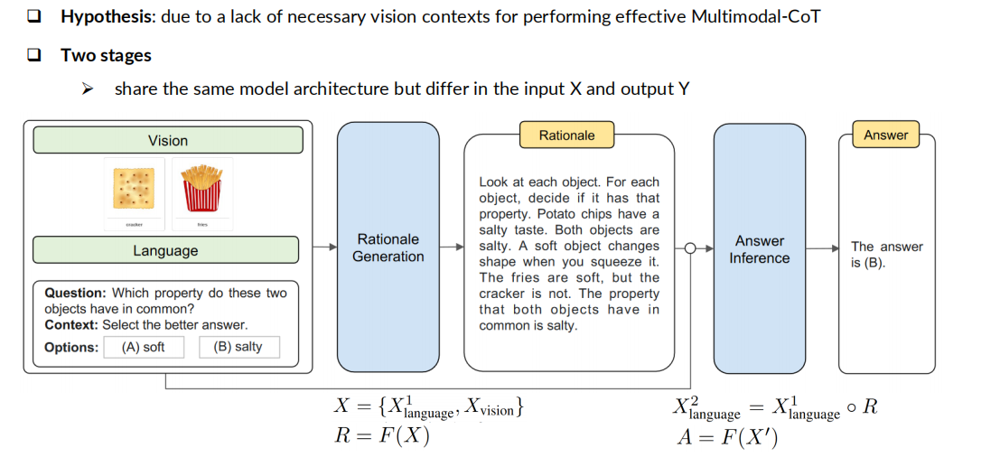 Hypothesis: due to a lack of necessary vision contexts for performing effective Multimodal-CoT
Two stages
share the same model architecture but differ in the input X and output Y
Vision
cracker
fries
Language
Question: Which property do these two
objects have in common?
Context: Select the better answer.
Options: (A) soft (B) salty
Rationale
Generation
Rationale
Look at each object. For each
object, decide if it has that
property. Potato chips have a
salty taste. Both objects are
salty. A soft object changes
shape when you squeeze it.
The fries are soft, but the
cracker is not. The property
that both objects have in
common is salty.
Answer
Inference
Answer
The answer
is (B).
X = {X¹language, Xvision}
R = F(X)
X²language = X¹language ∘ R
A = F(X′)